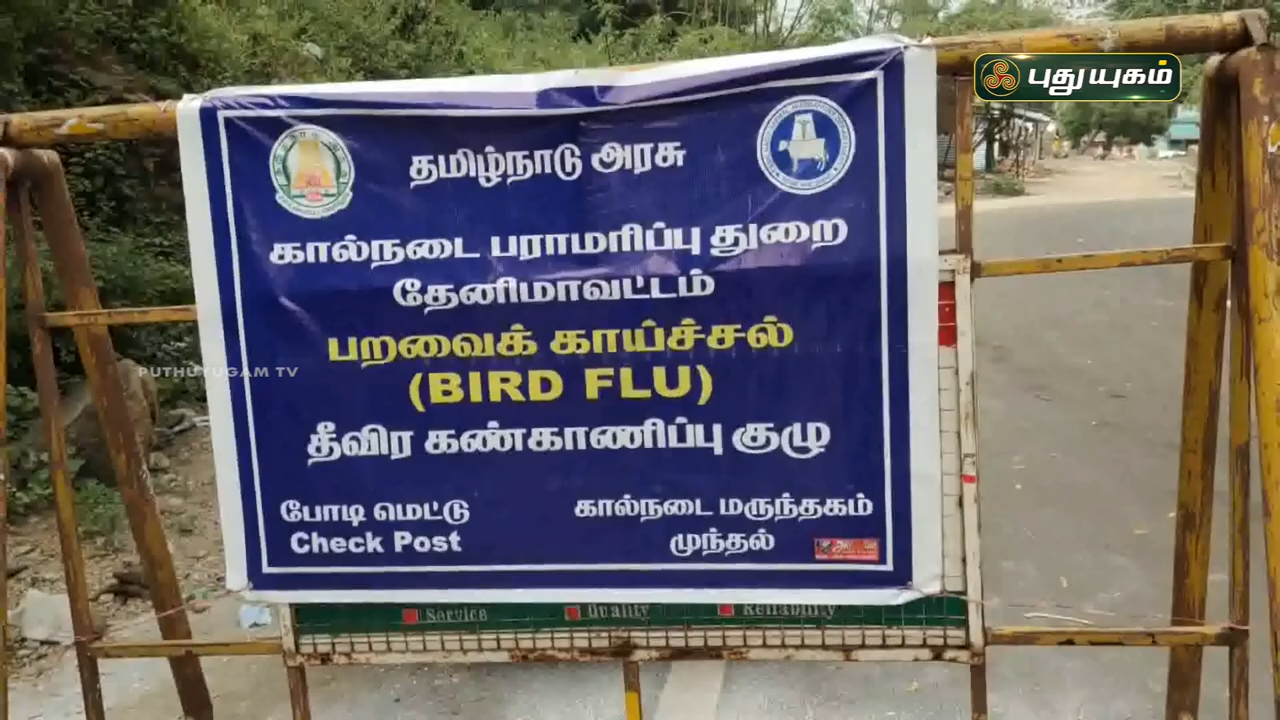 புதுயுகம்
தமிழ்நாடு அரசு
கால்நடை பராமரிப்பு துறை
தேனிமாவட்டம்
பறவைக் காய்ச்சல்
(BIRD FLU)
தீவிர கண்காணிப்பு குழு
போடி மெட்டு
Check Post
கால்நடை மருந்தகம்
முந்தல்
PUTHUYUGAM TV
Service Quality Reliability